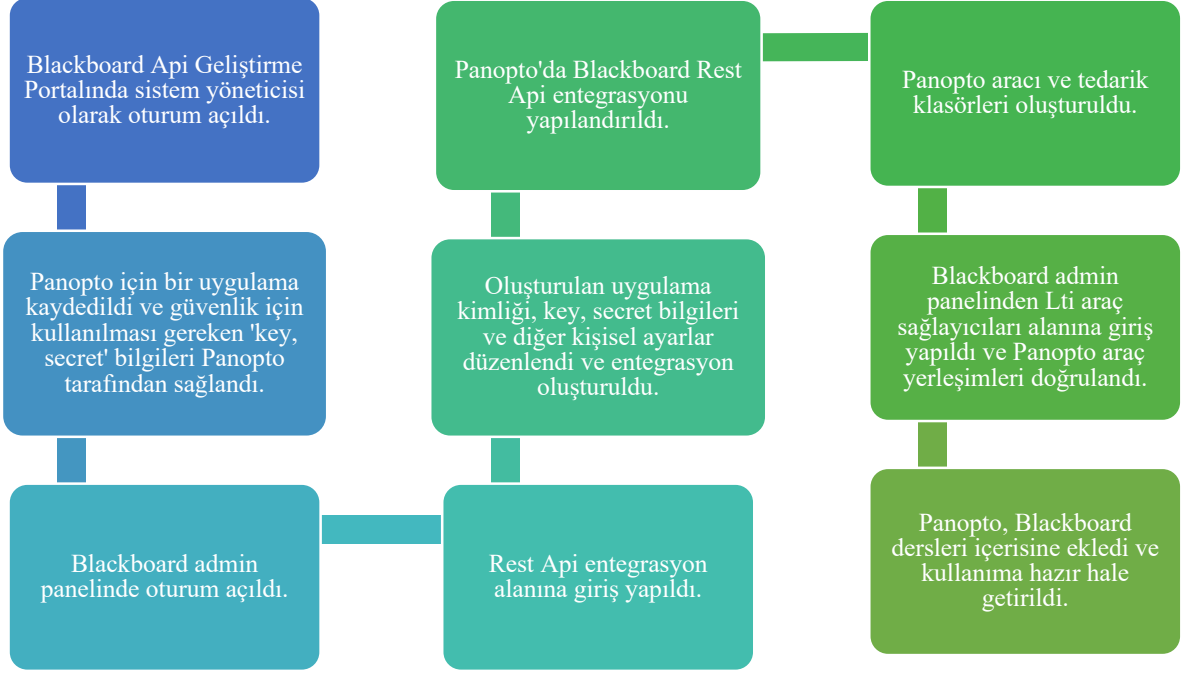 Blackboard Api Geliştirme
Portalında sistem yöneticisi
olarak oturum açıldı.
Panopto için bir uygulama
kaydedildi ve güvenlik için
kullanılması gereken 'key,
secret' bilgileri Panopto
tarafından sağlandı.
Blackboard admin
panelinde oturum açıldı.
Rest Api entegrasyon
alanına giriş yapıldı.
Oluşturulan uygulama
kimliği, key, secret bilgileri
ve diğer kişisel ayarlar
düzenlendi ve entegrasyon
oluşturuldu.
Panopto'da Blackboard Rest
Api entegrasyonu
yapılandırıldı.
Panopto aracı ve tedarik
klasörleri oluşturuldu.
Blackboard admin
panelinden Lti araç
sağlayıcıları alanına giriş
yapıldı ve Panopto araç
yerleşimleri doğrulandı.
Panopto, Blackboard
dersleri içerisine ekledi ve
kullanıma hazır hale
getirildi.